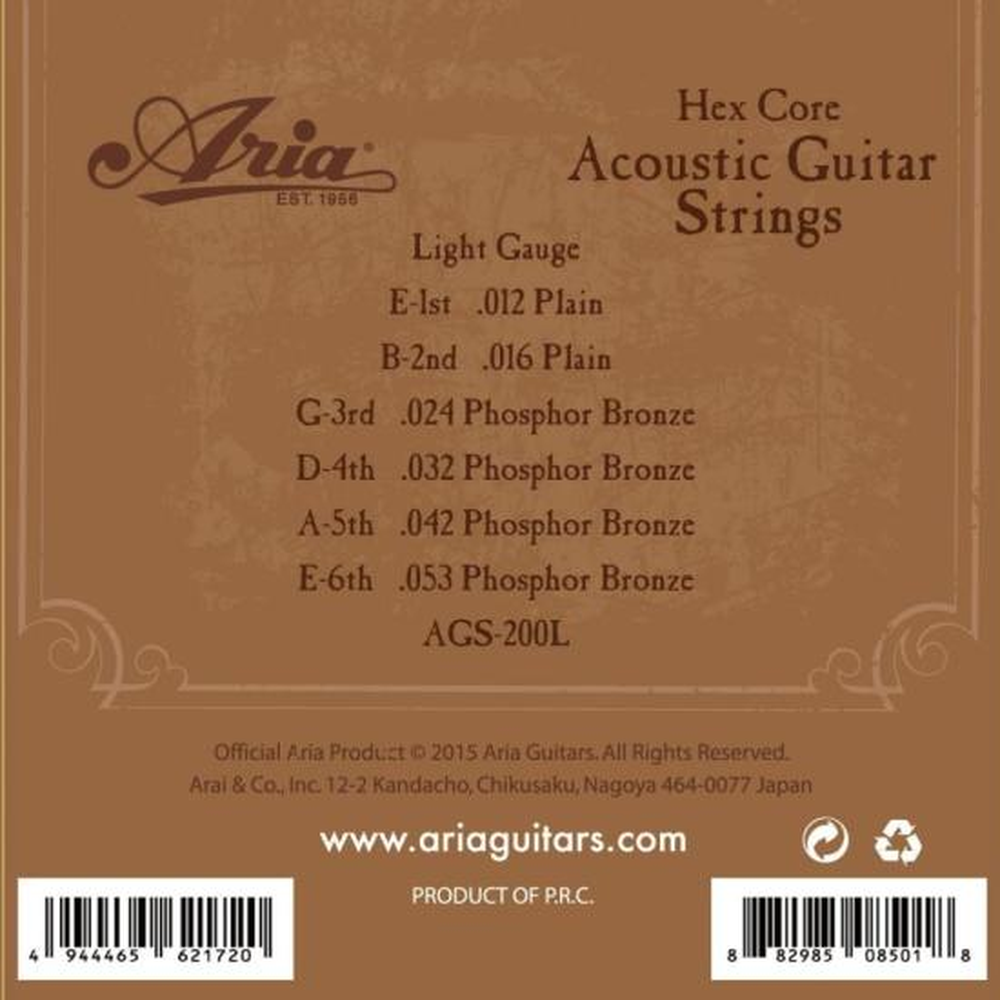 Aria®
EST. 1956
Hex Core
Acoustic Guitar
Strings
Light Gauge
E-1st .012 Plain
B-2nd .016 Plain
G-3rd .024 Phosphor Bronze
D-4th .032 Phosphor Bronze
A-5th .042 Phosphor Bronze
E-6th .053 Phosphor Bronze
AGS-200L
Official Aria Product © 2015 Aria Guitars. All Rights Reserved.
Arai & Co., Inc. 12-2 Kandacho, Chikusaku, Nagoya 464-0077 Japan
www.ariaguitars.com
PRODUCT OF P.R.C.
4 944465 621720
8 82985 08501 8